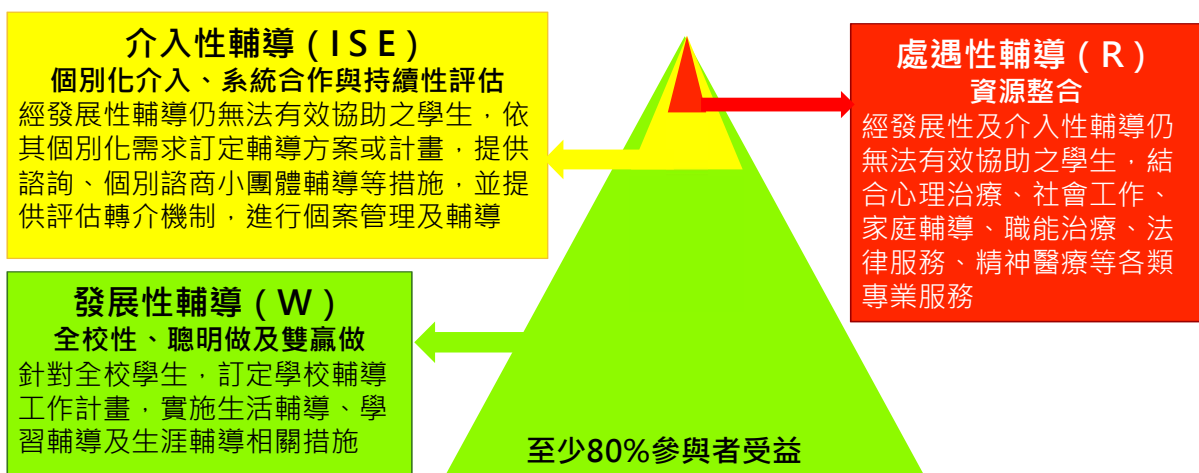 介入性輔導（ISE）
個別化介入、系統合作與持續性評估
經發展性輔導仍無法有效協助之學生，依
其個別化需求訂定輔導方案或計畫，提供
諮詢、個別諮商小團體輔導等措施，並提
供評估轉介機制，進行個案管理及輔導
處遇性輔導（R）
資源整合
經發展性及介入性輔導仍
無法有效協助之學生，結
合心理治療、社會工作、
家庭輔導、職能治療、法
律服務、精神醫療等各類
專業服務
發展性輔導（W）
全校性、聰明做及雙贏做
針對全校學生，訂定學校輔導
工作計畫，實施生活輔導、學
習輔導及生涯輔導相關措施
至少80%參與者受益